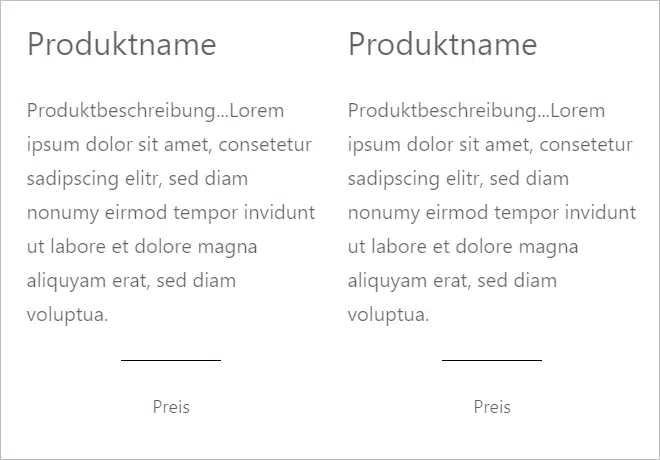 Produktname
Produktbeschreibung...Lorem
ipsum dolor sit amet, consetetur
sadipscing elitr, sed diam
nonumy eirmod tempor invidunt
ut labore et dolore magna
aliquyam erat, sed diam
voluptua.
Preis
Produktname
Produktbeschreibung...Lorem
ipsum dolor sit amet, consetetur
sadipscing elitr, sed diam
nonumy eirmod tempor invidunt
ut labore et dolore magna
aliquyam erat, sed diam
voluptua.
Preis